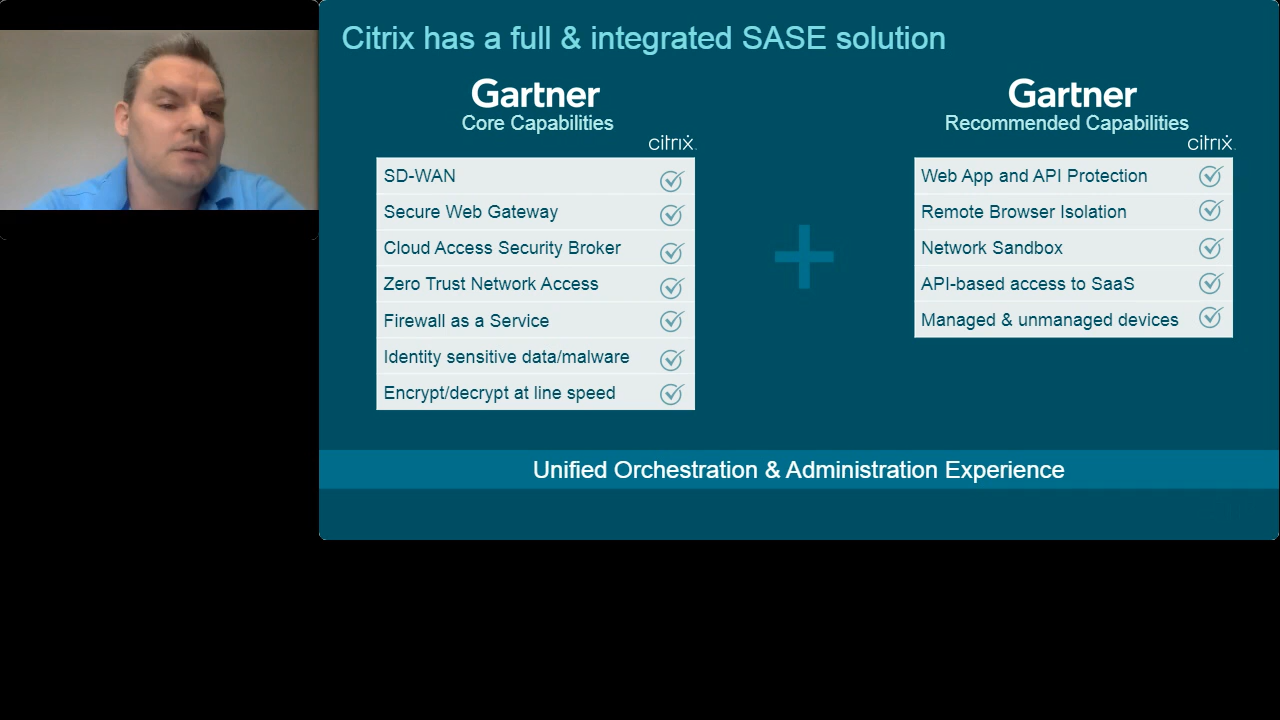 Citrix has a full & integrated SASE solution
Gartner
Core Capabilities
citrix
SD-WAN
Secure Web Gateway
Cloud Access Security Broker
Zero Trust Network Access
Firewall as a Service
Identity sensitive data/malware
Encrypt/decrypt at line speed
Gartner
Recommended Capabilities
citrix
Web App and API Protection
Remote Browser Isolation
Network Sandbox
API-based access to SaaS
Managed & unmanaged devices
Unified Orchestration & Administration Experience